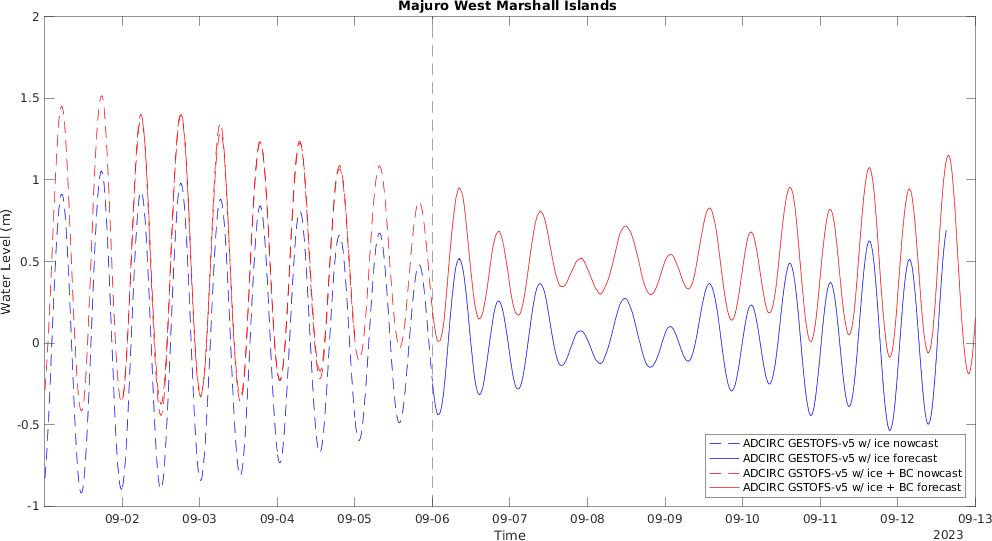 Majuro West Marshall Islands
2
1.5
1
0.5
0
-0.5
-1
Water Level (m)
ADCIRC GESTOFS-v5 w/ ice nowcast
ADCIRC GESTOFS-v5 w/ ice forecast
ADCIRC GSTOFS-v5 w/ ice + BC nowcast
ADCIRC GSTOFS-v5 w/ ice + BC forecast
09-02 09-03 09-04 09-05 09-06 09-07 09-08 09-09 09-10 09-11 09-12 09-13
Time
2023